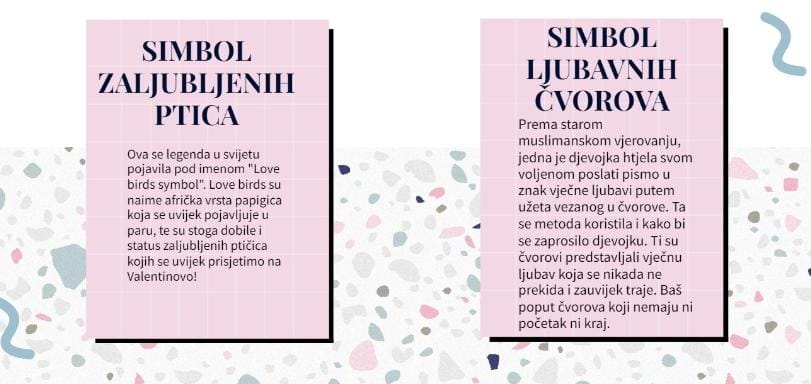 SIMBOL
ZALJUBLJENIH
PTICA
Ova se legenda u svijetu
pojavila pod imenom "Love
birds symbol". Love birds su
naime afrička vrsta papigica
koja se uvijek pojavljuje u
paru, te su stoga dobile i
status zaljubljenih ptičica
kojih se uvijek prisjetimo na
Valentinovo!
SIMBOL
LJUBAVNIH
ČVOROVA
Prema starom
muslimanskom vjerovanju,
jedna je djevojka htjela svom
voljenom poslati pismo u
znak vječne ljubavi putem
užeta vezanog u čvorove. Ta
se metoda koristila i kako bi
se zaprosilo djevojku. Ti su
čvorovi predstavljali vječnu
ljubav koja se nikada ne
prekida i zauvijek traje. Baš
poput čvorova koji nemaju ni
početak ni kraj.